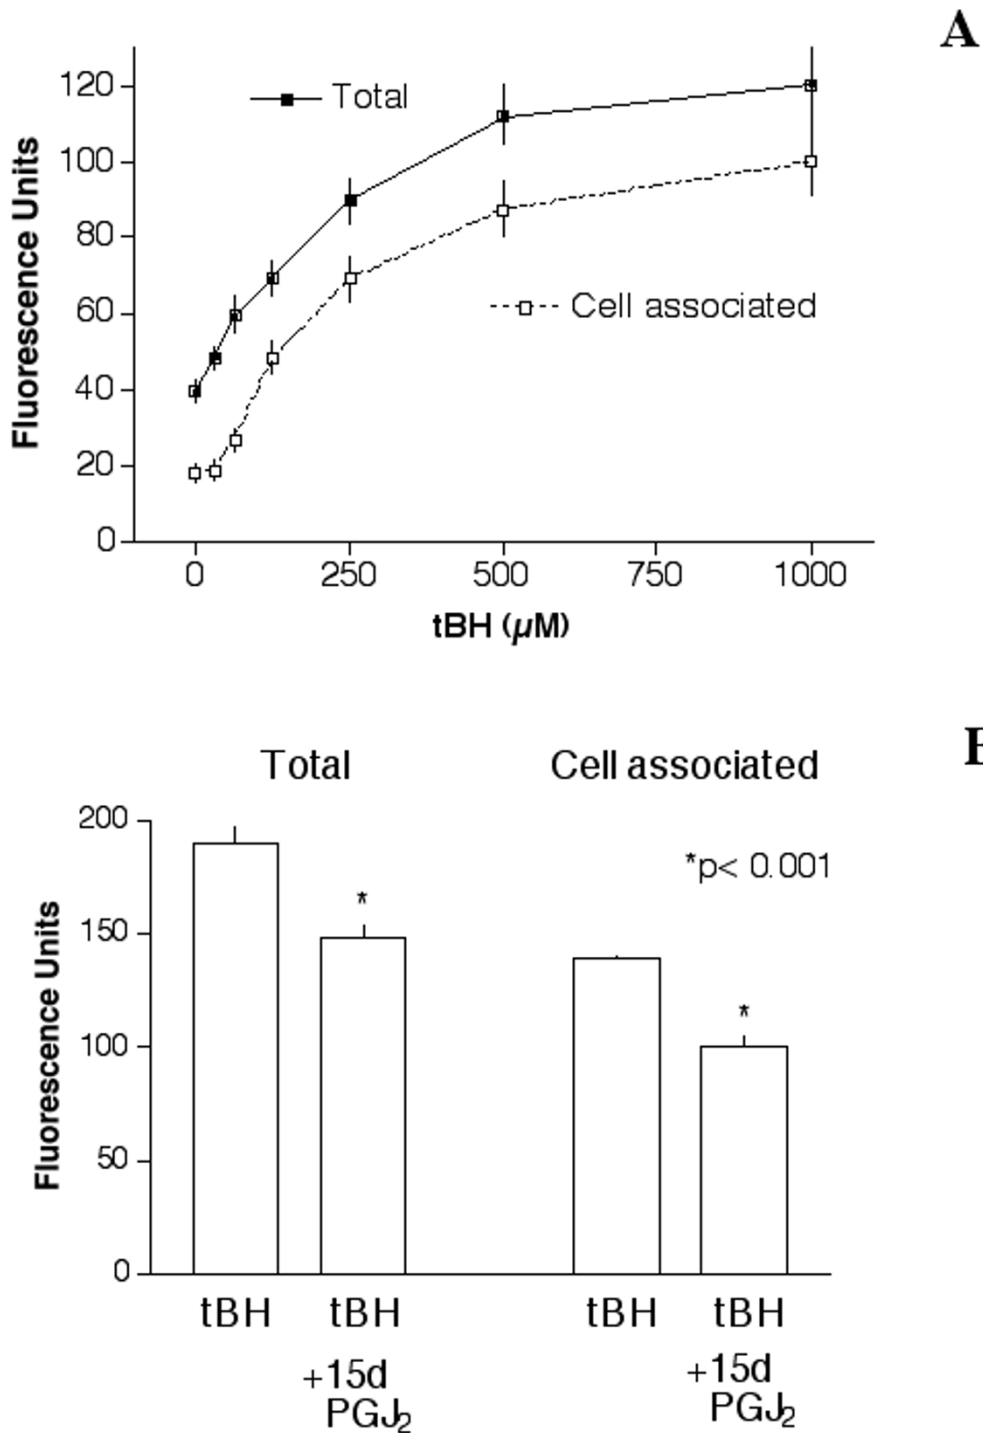 A
120
100
80
60
40
20
0
Fluorescence Units
Total
Cell associated
0 250 500 750 1000
tBH (μM)
Total Cell associated
200
150
100
50
0
Fluorescence Units
*
*p< 0.001
*
tBH tBH tBH tBH
+15d +15d
PGJ₂ PGJ₂